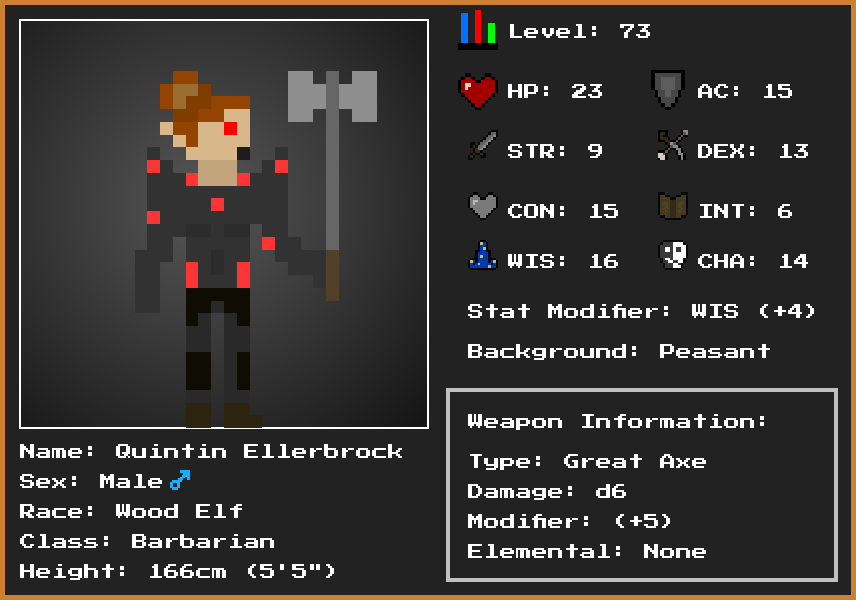 Level: 73
HP: 23
AC: 15
STR: 9
DEX: 13
CON: 15
INT: 6
WIS: 16
CHA: 14
Stat Modifier: WIS (+4)
Background: Peasant
Name: Quintin Ellerbrock
Sex: Male ♂
Race: Wood Elf
Class: Barbarian
Height: 166cm (5'5")
Weapon Information:
Type: Great Axe
Damage: d6
Modifier: (+5)
Elemental: None